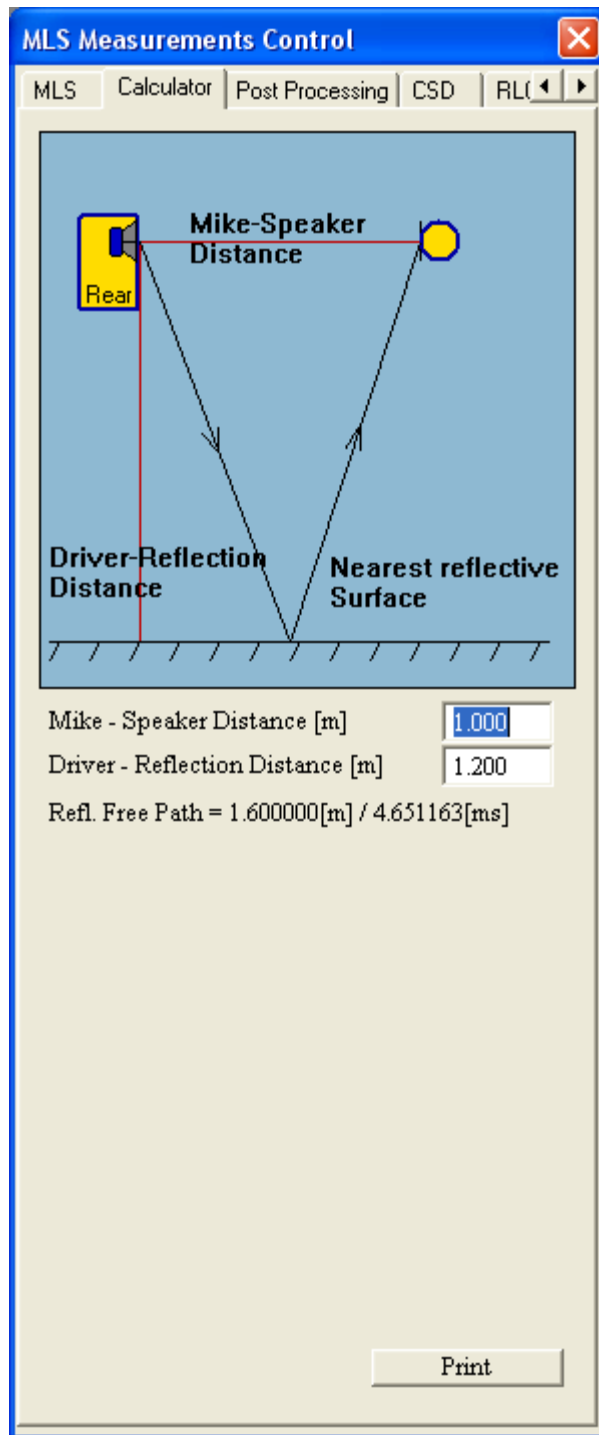 MLS Measurements Control
MLS Calculator Post Processing CSD
Mike-Speaker
Distance
Rear
Driver-Reflection
Distance
Nearest reflective
Surface
Mike - Speaker Distance [m] 1.000
Driver - Reflection Distance [m] 1.200
Refl. Free Path = 1.600000[m] / 4.651163[ms]
Print